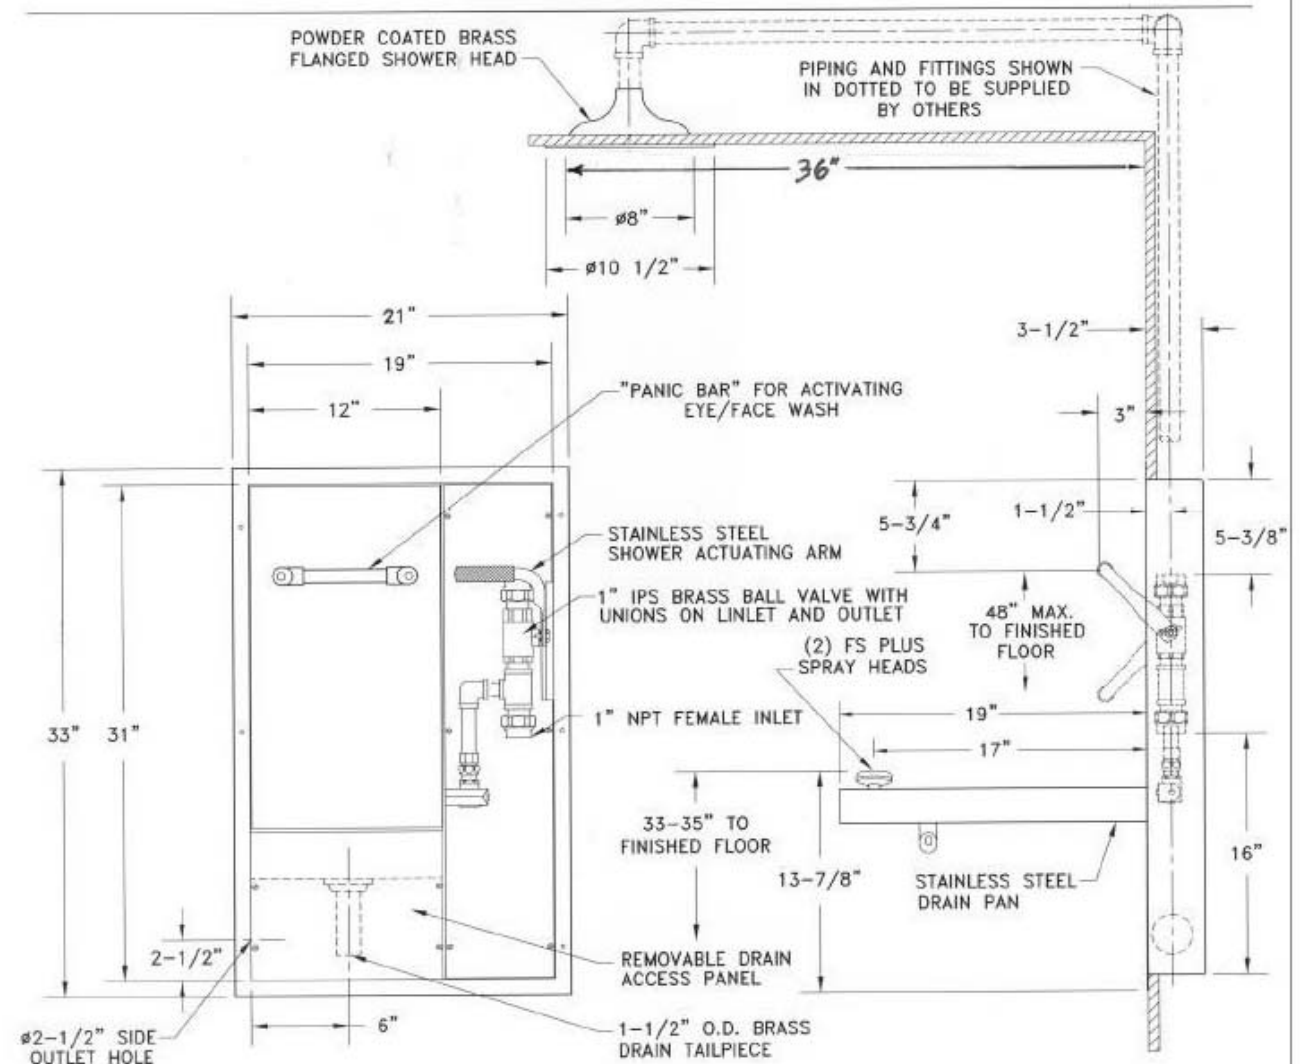 POWDER COATED BRASS
FLANGED SHOWER HEAD
PIPING AND FITTINGS SHOWN
IN DOTTED TO BE SUPPLIED
BY OTHERS
36"
ø8"
ø10 1/2"
21"
19"
12"
3-1/2"
3"
"PANIC BAR" FOR ACTIVATING
EYE/FACE WASH
5-3/4"
1-1/2"
5-3/8"
STAINLESS STEEL
SHOWER ACTUATING ARM
1" IPS BRASS BALL VALVE WITH
UNIONS ON LINLET AND OUTLET
48" MAX.
TO FINISHED
FLOOR
(2) FS PLUS
SPRAY HEADS
33"
31"
1" NPT FEMALE INLET
19"
17"
33-35" TO
FINISHED FLOOR
13-7/8"
16"
STAINLESS STEEL
DRAIN PAN
2-1/2"
REMOVABLE DRAIN
ACCESS PANEL
6"
ø2-1/2" SIDE
OUTLET HOLE
1-1/2" O.D. BRASS
DRAIN TAILPIECE